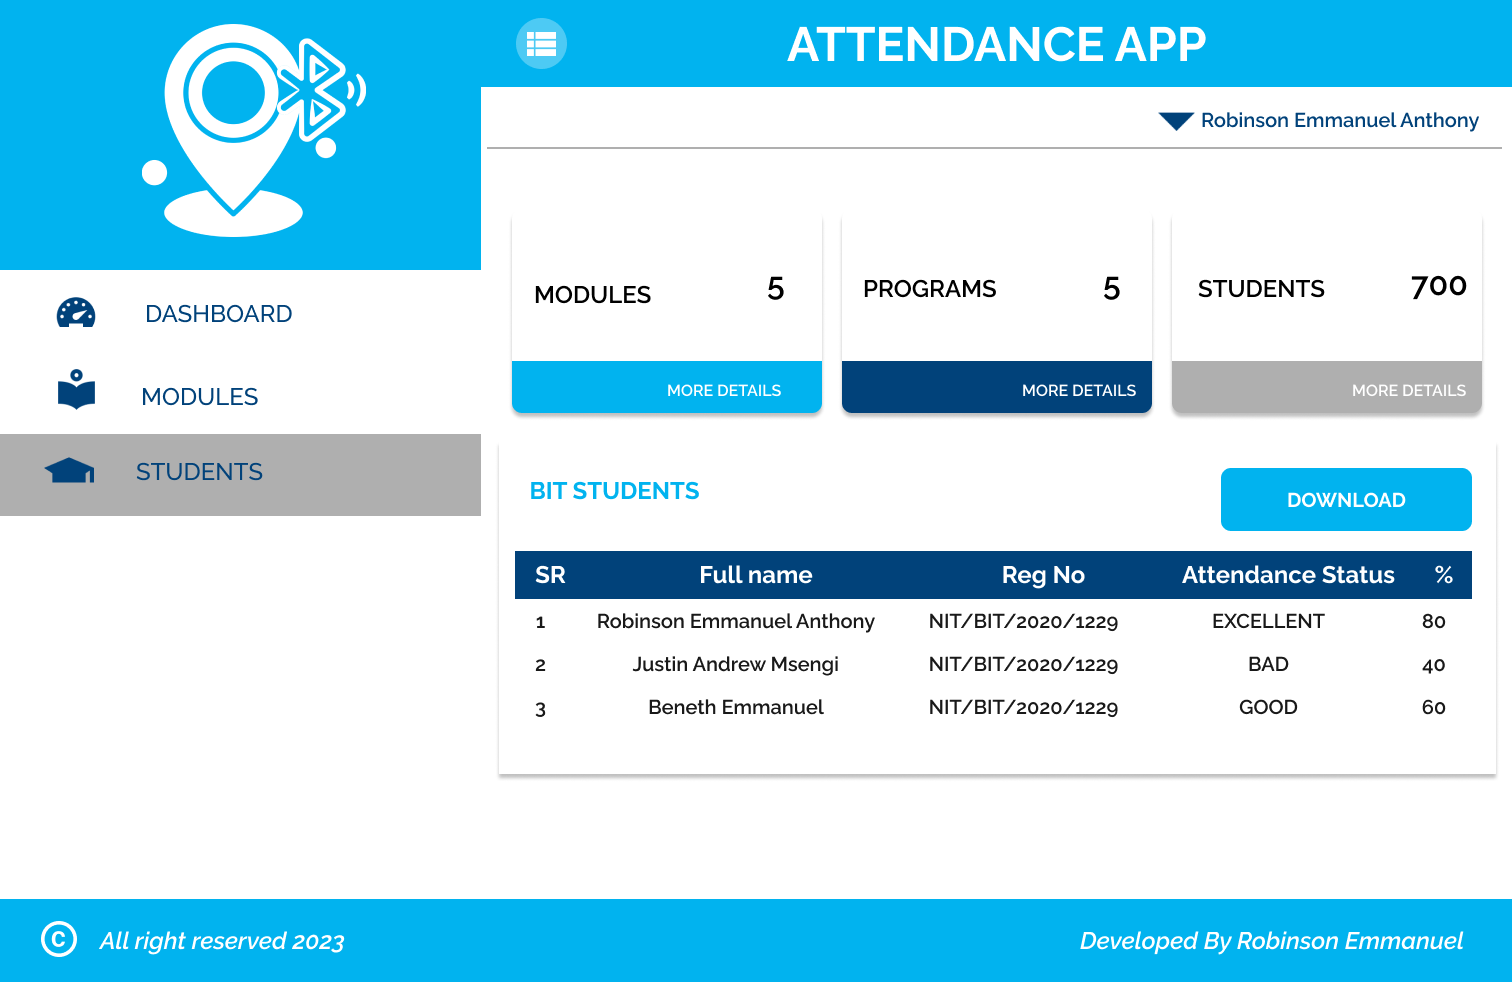 ATTENDANCE APP
Robinson Emmanuel Anthony
DASHBOARD
MODULES
STUDENTS
MODULES 5
MORE DETAILS
PROGRAMS 5
MORE DETAILS
STUDENTS 700
MORE DETAILS
BIT STUDENTS
DOWNLOAD
SR Full name Reg No Attendance Status %
1 Robinson Emmanuel Anthony NIT/BIT/2020/1229 EXCELLENT 80
2 Justin Andrew Msengi NIT/BIT/2020/1229 BAD 40
3 Beneth Emmanuel NIT/BIT/2020/1229 GOOD 60
© All right reserved 2023
Developed By Robinson Emmanuel